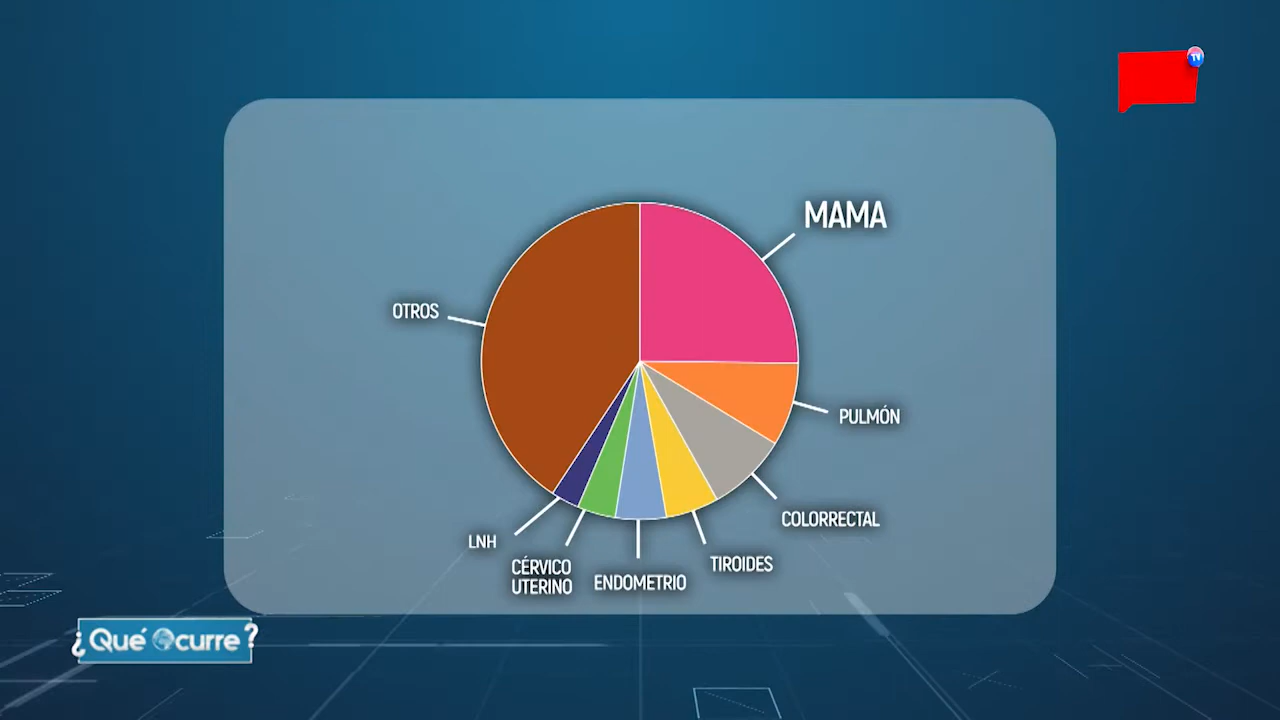 TV
MAMA
OTROS
PULMÓN
COLORRECTAL
LNH
CÉRVICO
UTERINO
ENDOMETRIO
TIROIDES
¿Qué Ocurre?